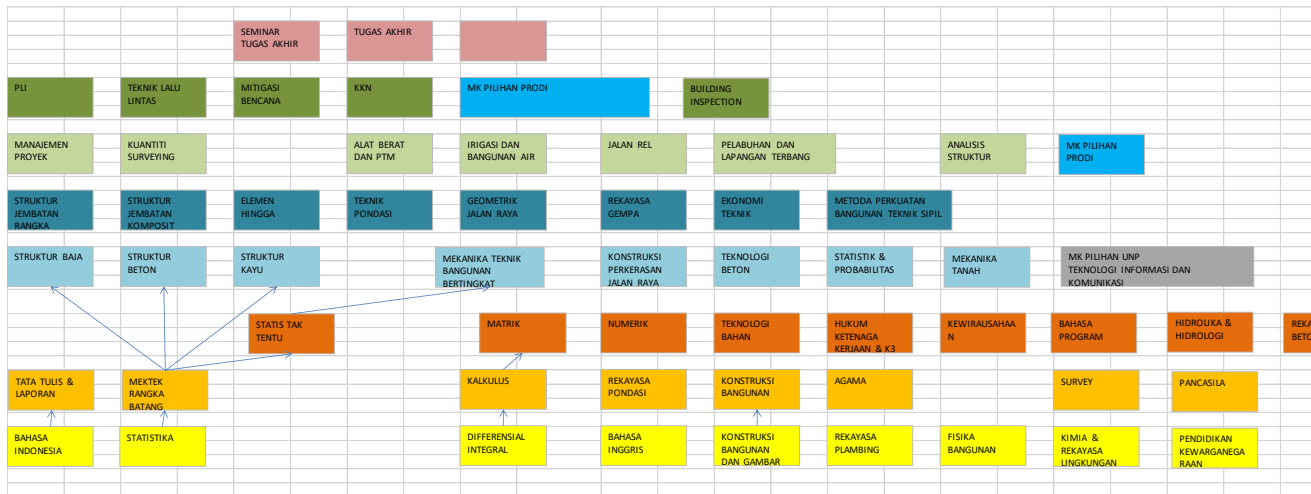 SEMINAR
TUGAS AKHIR
TUGAS AKHIR
PLI
TEKNIK LALU
LINTAS
MITIGASI
BENCANA
KKN
MK PILIHAN PRODI
BUILDING
INSPECTION
MANAJEMEN
PROYEK
KUANTITI
SURVEYING
ALAT BERAT
DAN PTM
IRIGASI DAN
BANGUNAN AIR
JALAN REL
PELABUHAN DAN
LAPANGAN TERBANG
ANALISIS
STRUKTUR
MK PILIHAN
PRODI
STRUKTUR
JEMBATAN
RANGKA
STRUKTUR
JEMBATAN
KOMPOSIT
ELEMEN
HINGGA
TEKNIK
PONDASI
GEOMETRIK
JALAN RAYA
REKAYASA
GEMPA
EKONOMI
TEKNIK
METODA PERKUATAN
BANGUNAN TEKNIK SIPIL
STRUKTUR BAJA
STRUKTUR
BETON
STRUKTUR
KAYU
MEKANIKA TEKNIK
BANGUNAN
BERTINGKAT
KONSTRUKSI
PERKERASAN
JALAN RAYA
TEKNOLOGI
BETON
STATISTIK &
PROBABILITAS
MEKANIKA
TANAH
MK PILIHAN UNP
TEKNOLOGI INFORMASI DAN
KOMUNIKASI
STATIS TAK
TENTU
MATRIK
NUMERIK
TEKNOLOGI
BAHAN
HUKUM
KETENAGA
KERJAAN & K3
KEWIRAUSAHAA
N
BAHASA
PROGRAM
HIDROLIKA &
HIDROLOGI
REKA
BETO
TATA TULIS &
LAPORAN
MEKTEK
RANGKA
BATANG
KALKULUS
REKAYASA
PONDASI
KONSTRUKSI
BANGUNAN
AGAMA
SURVEY
PANCASILA
BAHASA
INDONESIA
STATISTIKA
DIFFERENSIAL
INTEGRAL
BAHASA
INGGRIS
KONSTRUKSI
BANGUNAN
DAN GAMBAR
REKAYASA
PLAMBING
FISIKA
BANGUNAN
KIMIA &
REKAYASA
LINGKUNGAN
PENDIDIKAN
KEWARGANEGA
RAAN